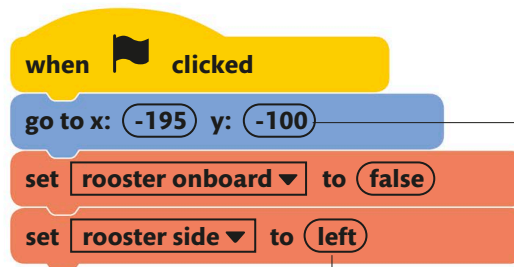 when clicked
go to x: -195 y: -100
set rooster onboard to false
set rooster side to left